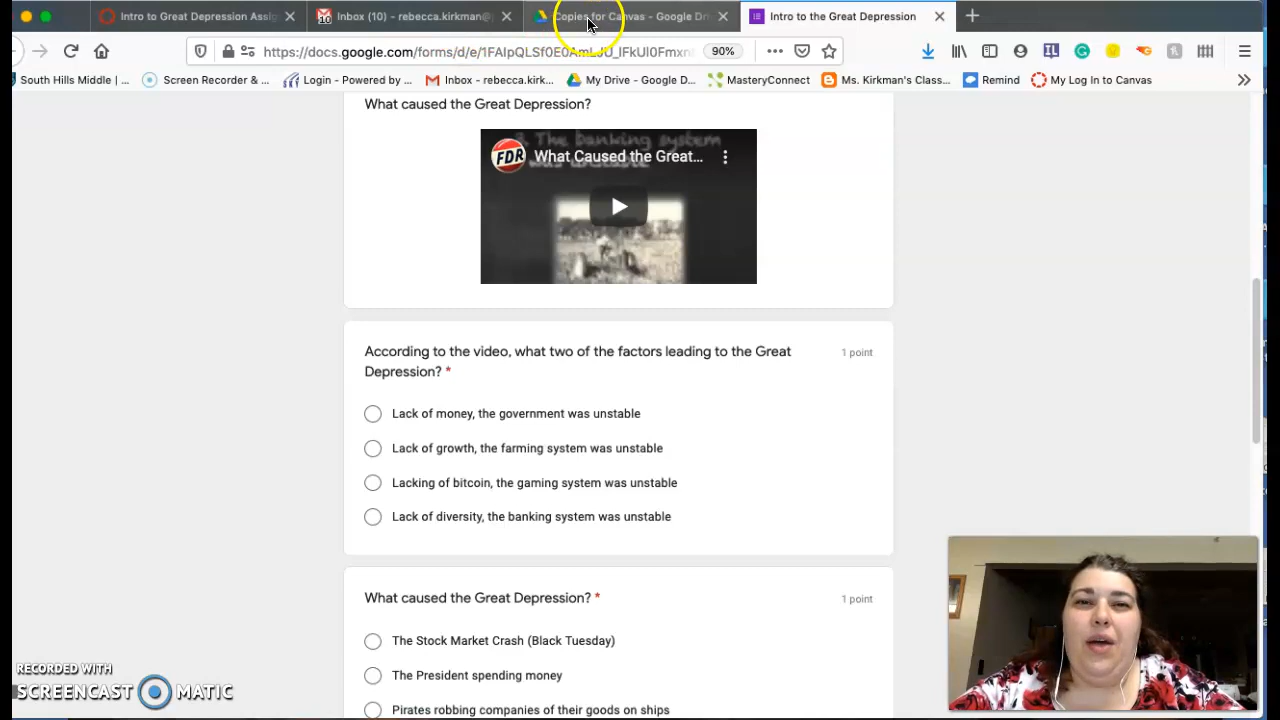 Intro to Great Depression Assig
Inbox (10) - rebecca.kirkman@
Copies for Canvas - Google Dri
Intro to the Great Depression
https://docs.google.com/forms/d/e/1FAIpQLSf0E0AmLJU_lFkUl0Fmxn
90%
South Hills Middle |
Screen Recorder &
Login - Powered by
Inbox - rebecca.kirk...
My Drive - Google D...
MasteryConnect
Ms. Kirkman's Class...
Remind
My Log In to Canvas
What caused the Great Depression?
3. The banking system
was unstable
FDR What Caused the Great...
According to the video, what two of the factors leading to the Great
Depression? *
1 point
Lack of money, the government was unstable
Lack of growth, the farming system was unstable
Lacking of bitcoin, the gaming system was unstable
Lack of diversity, the banking system was unstable
What caused the Great Depression? *
1 point
The Stock Market Crash (Black Tuesday)
The President spending money
Pirates robbing companies of their goods on ships
RECORDED WITH
SCREENCAST MATIC